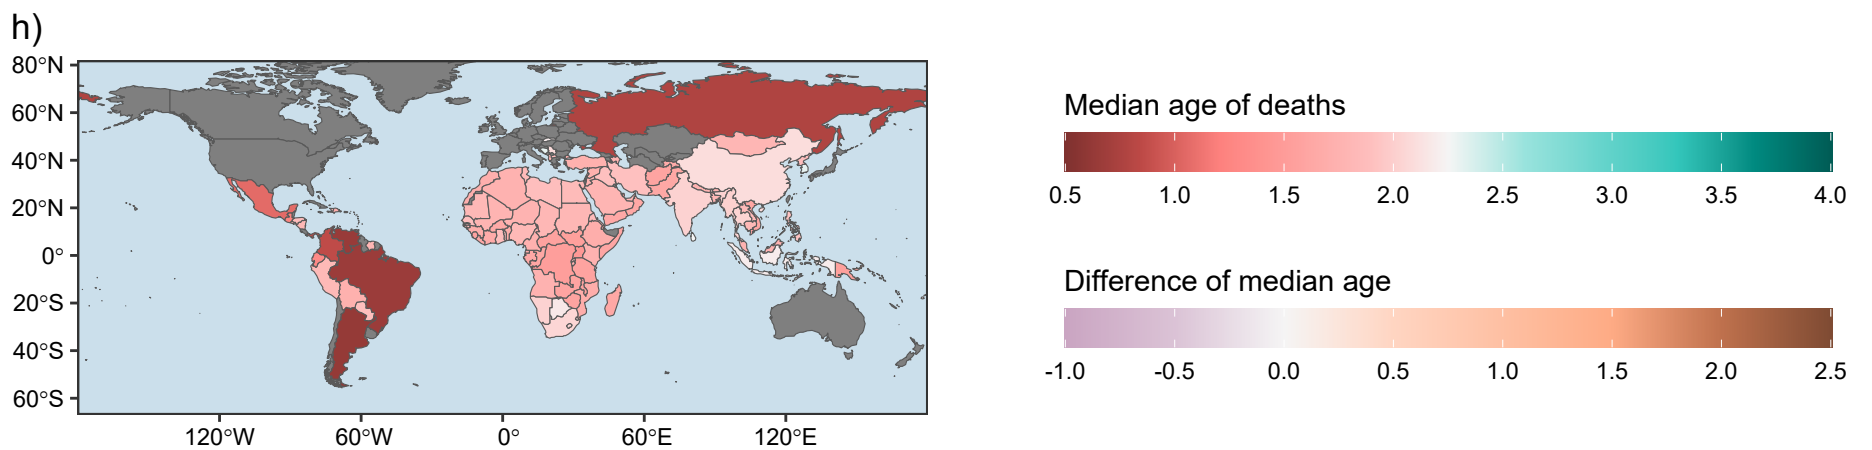 h)
80°N
60°N
40°N
20°N
0°
20°S
40°S
60°S
120°W 60°W 0° 60°E 120°E
Median age of deaths
0.5 1.0 1.5 2.0 2.5 3.0 3.5 4.0
Difference of median age
-1.0 -0.5 0.0 0.5 1.0 1.5 2.0 2.5